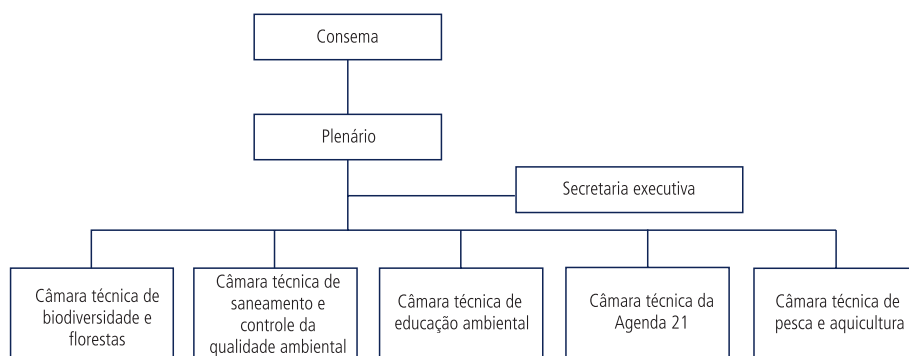 Consema
Plenário
Secretaria executiva
Câmara técnica de
biodiversidade e
florestas
Câmara técnica de
saneamento e
controle da
qualidade ambiental
Câmara técnica de
educação ambiental
Câmara técnica da
Agenda 21
Câmara técnica de
pesca e aquicultura